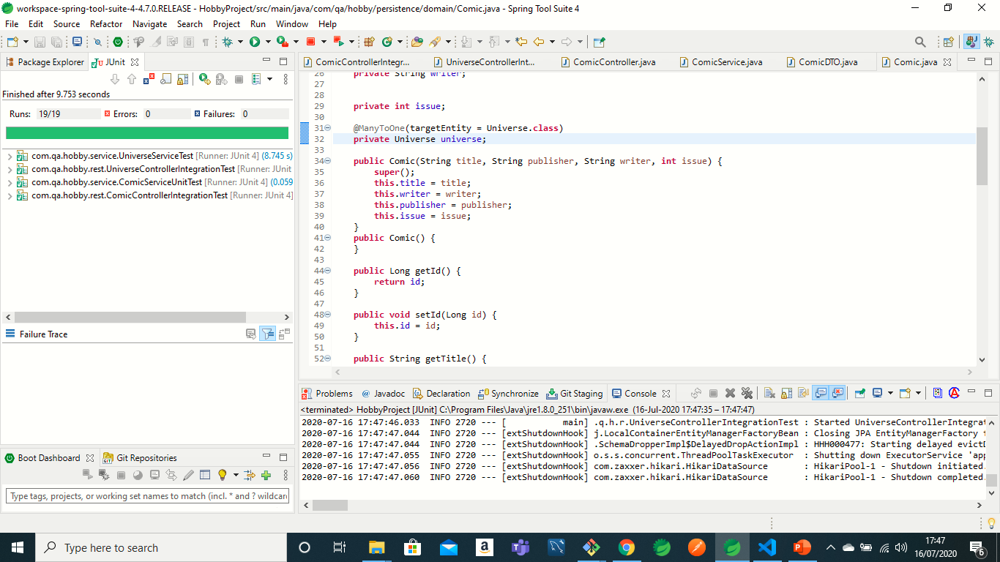 workspace-spring-tool-suite-4-4.7.0.RELEASE - HobbyProject/src/main/java/com/qa/hobby/persistence/domain/Comic.java - Spring Tool Suite 4
File Edit Source Refactor Navigate Search Project Run Window Help
Package Explorer JUnit
Finished after 9.753 seconds
Runs: 19/19 Errors: 0 Failures: 0
com.qa.hobby.service.UniverseServiceTest [Runner: JUnit 4] (8.745 s)
com.qa.hobby.rest.UniverseControllerIntegrationTest [Runner: JUnit
com.qa.hobby.service.ComicServiceUnitTest [Runner: JUnit 4] (0.059
com.qa.hobby.rest.ComicControllerIntegrationTest [Runner: JUnit 4]
Failure Trace
Boot Dashboard Git Repositories
Type tags, projects, or working set names to match (incl. * and ? wildcar
ComicControllerIntegr... UniverseControllerInt... ComicController.java ComicService.java ComicDTO.java Comic.java
26 private String writer;
27
28
29 private int issue;
30
31 @ManyToOne(targetEntity = Universe.class)
32 private Universe universe;
33
34 public Comic(String title, String publisher, String writer, int issue) {
35 super();
36 this.title = title;
37 this.writer = writer;
38 this.publisher = publisher;
39 this.issue = issue;
40 }
41 public Comic() {
42 }
43
44 public Long getId() {
45 return id;
46 }
47
48 public void setId(Long id) {
49 this.id = id;
50 }
51
52 public String getTitle() {
Problems Javadoc Declaration Synchronize Git Staging Console
<terminated> HobbyProject [JUnit] C:\Program Files\Java\jre1.8.0_251\bin\javaw.exe (16-Jul-2020 17:47:35 – 17:47:47)
2020-07-16 17:47:46.033 INFO 2720 --- [ main] .q.h.r.UniverseControllerIntegrationTest : Started UniverseControllerIntegrat
2020-07-16 17:47:47.044 INFO 2720 --- [extShutdownHook] j.LocalContainerEntityManagerFactoryBean : Closing JPA EntityManagerFactory f
2020-07-16 17:47:47.044 INFO 2720 --- [extShutdownHook] .SchemaDropperImpl$DelayedDropActionImpl : HHH000477: Starting delayed evictD
2020-07-16 17:47:47.055 INFO 2720 --- [extShutdownHook] o.s.s.concurrent.ThreadPoolTaskExecutor : Shutting down ExecutorService 'app
2020-07-16 17:47:47.056 INFO 2720 --- [extShutdownHook] com.zaxxer.hikari.HikariDataSource : HikariPool-1 - Shutdown initiated.
2020-07-16 17:47:47.060 INFO 2720 --- [extShutdownHook] com.zaxxer.hikari.HikariDataSource : HikariPool-1 - Shutdown completed.
Type here to search
17:47
16/07/2020
6